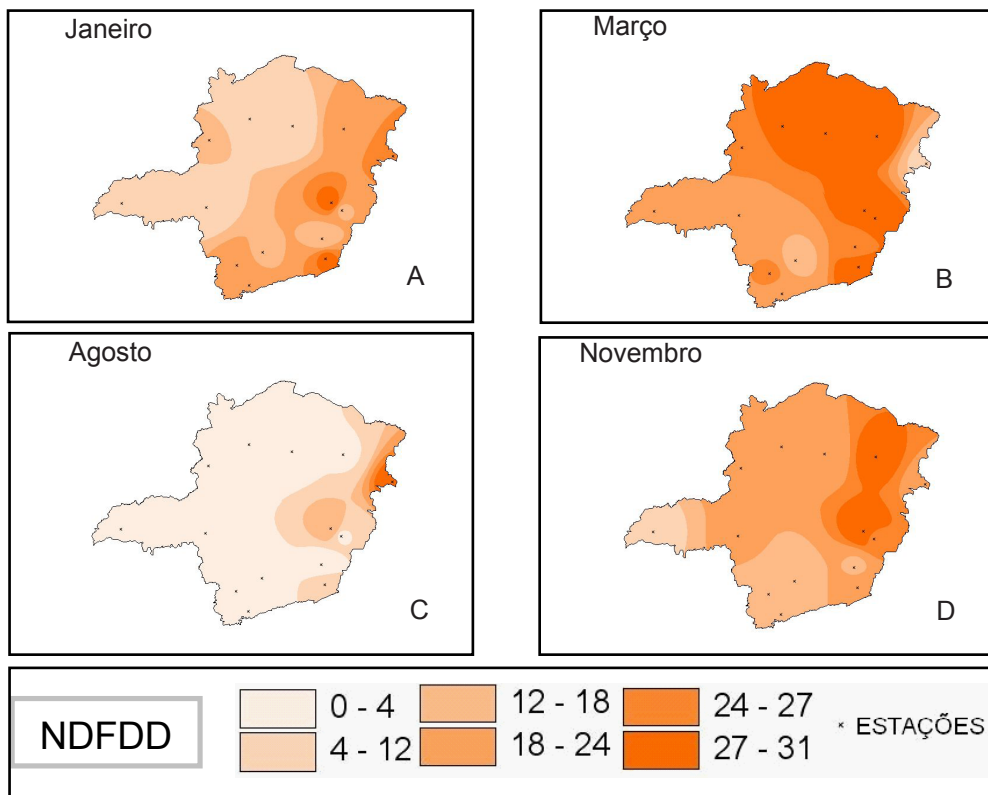 Janeiro
A
Março
B
Agosto
C
Novembro
D
NDFDD
0 - 4
4 - 12
12 - 18
18 - 24
24 - 27
27 - 31
× ESTAÇÕES